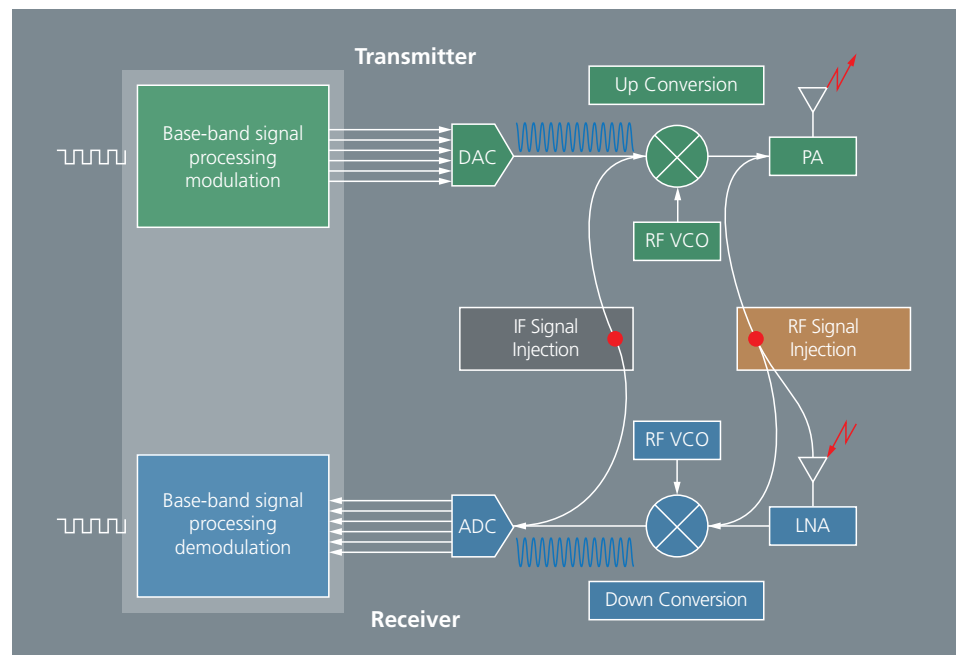 Transmitter
Up Conversion
Base-band signal
processing
modulation
DAC
PA
RF VCO
IF Signal
Injection
RF Signal
Injection
RF VCO
Base-band signal
processing
demodulation
ADC
LNA
Down Conversion
Receiver